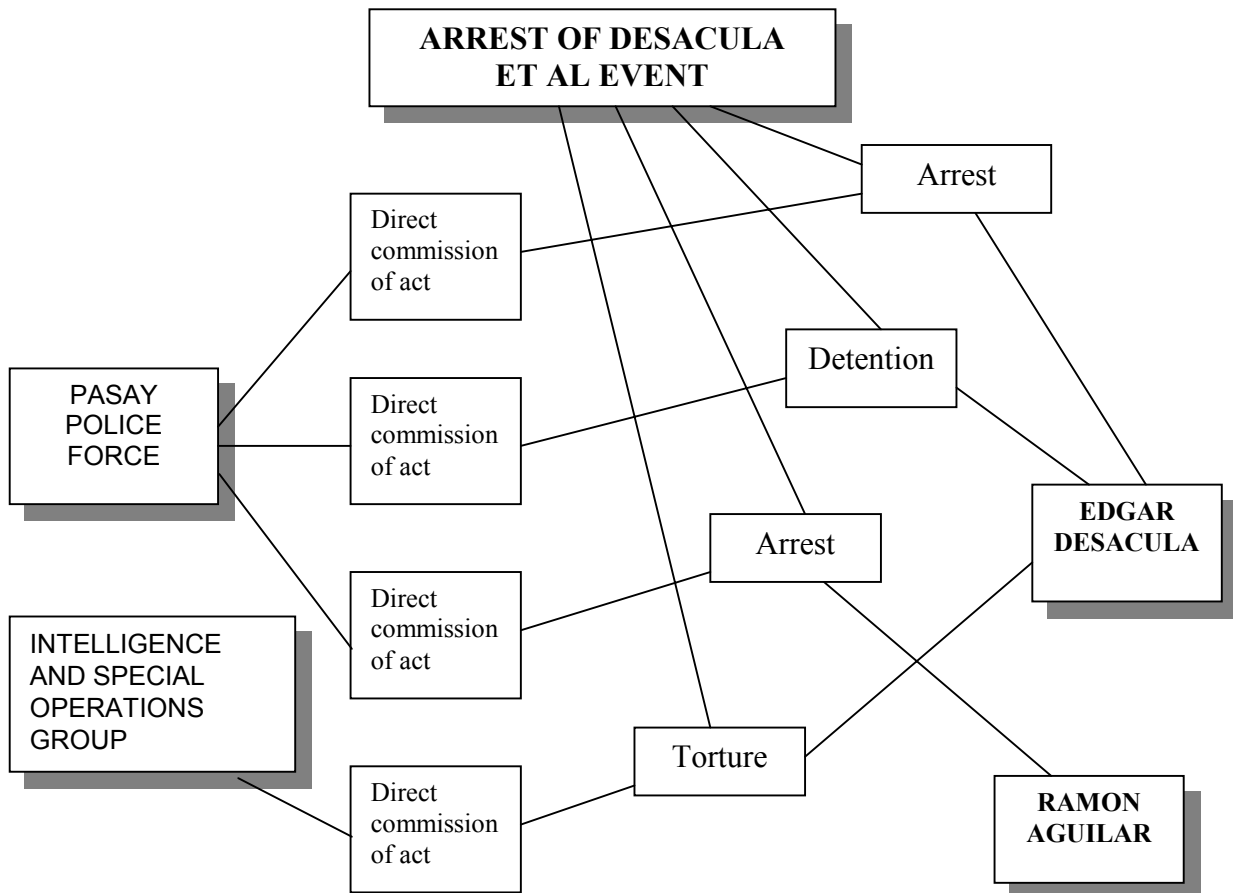 ARREST OF DESACULA
ET AL EVENT
Arrest
Direct
commission
of act
Detention
PASAY
POLICE
FORCE
Direct
commission
of act
EDGAR
DESACULA
Arrest
Direct
commission
of act
INTELLIGENCE
AND SPECIAL
OPERATIONS
GROUP
Torture
Direct
commission
of act
RAMON
AGUILAR